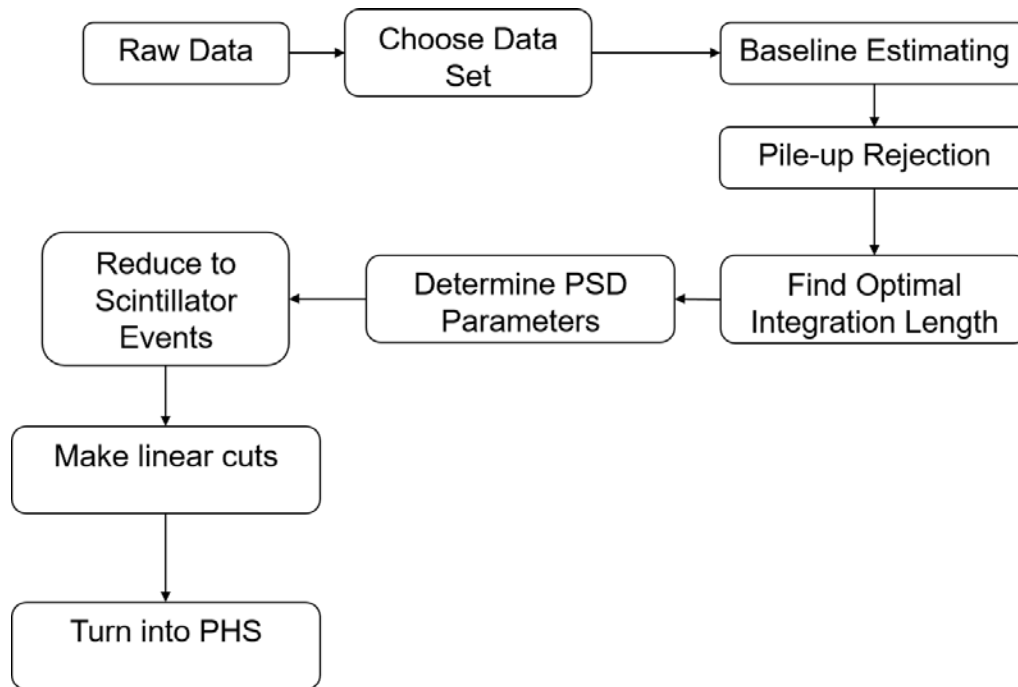 Raw Data
Choose Data
Set
Baseline Estimating
Pile-up Rejection
Find Optimal
Integration Length
Determine PSD
Parameters
Reduce to
Scintillator
Events
Make linear cuts
Turn into PHS